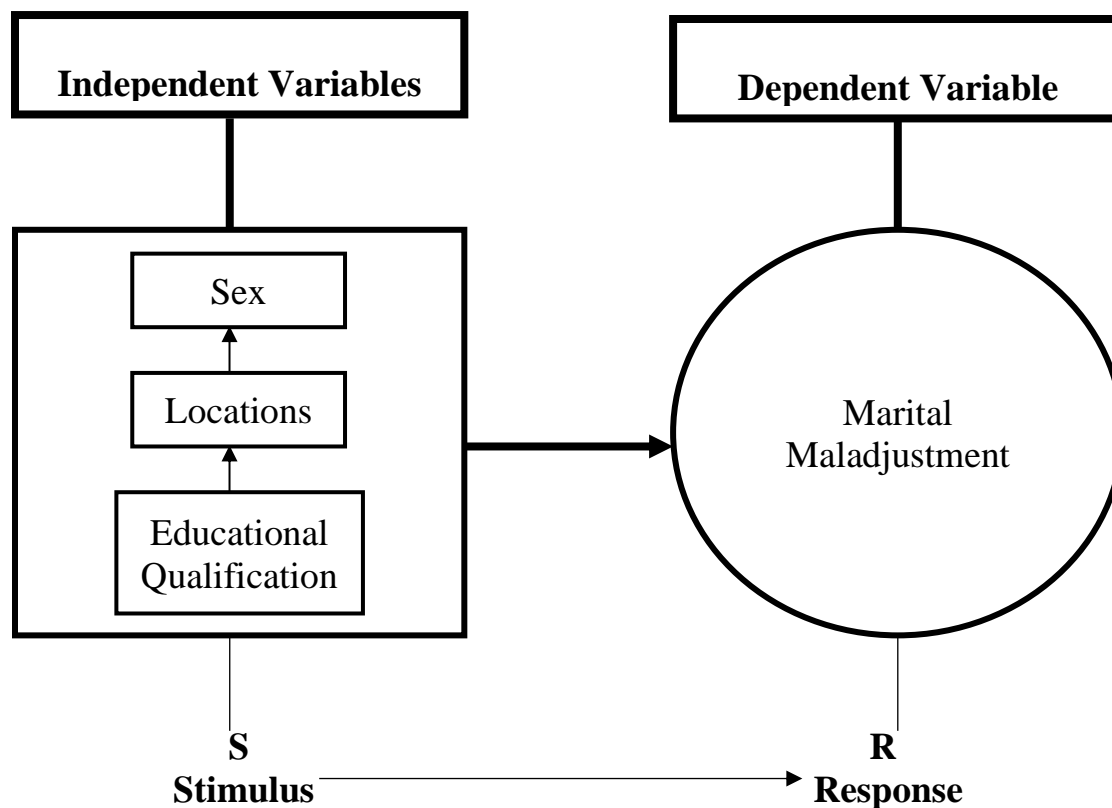 Independent Variables
Dependent Variable
Sex
Locations
Educational
Qualification
Marital
Maladjustment
S
Stimulus
R
Response